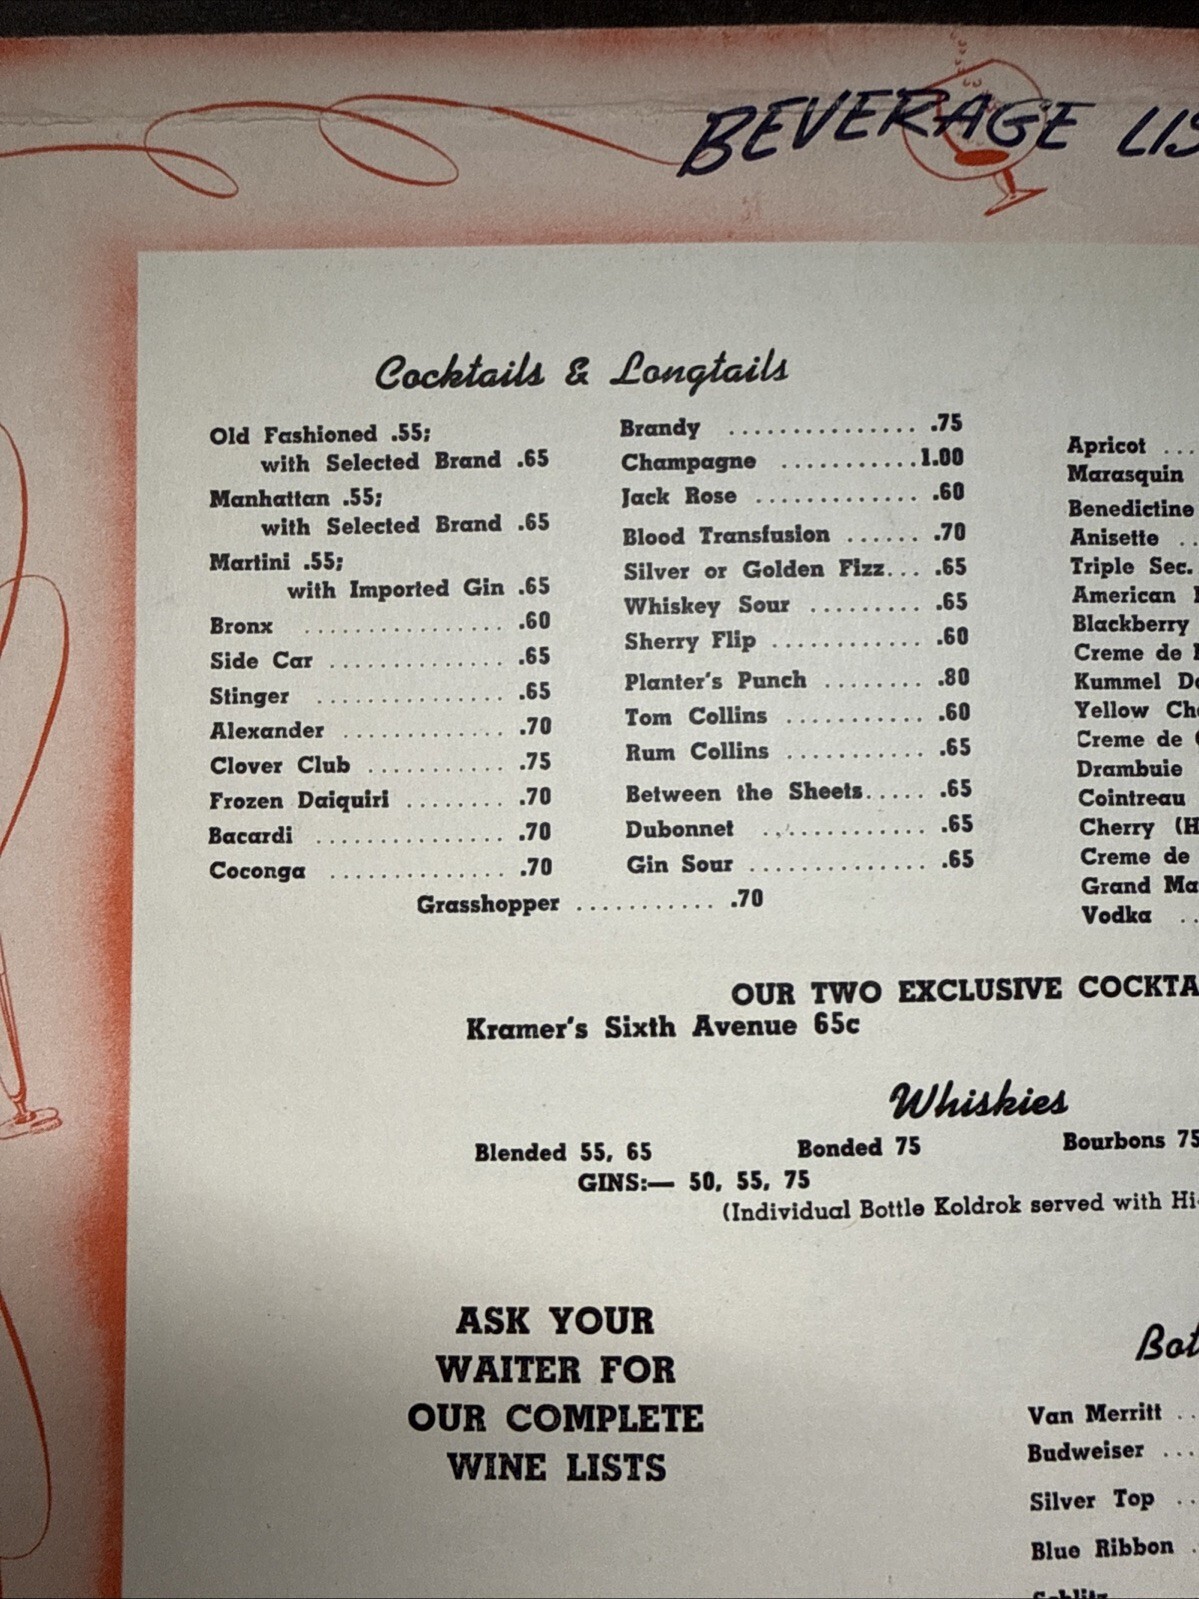 BEVERAGE LIS
Cocktails & Longtails
Old Fashioned .55;
with Selected Brand .65
Manhattan .55;
with Selected Brand .65
Martini .55;
with Imported Gin .65
Bronx ................. .60
Side Car ............... .65
Stinger ................ .65
Alexander ............. .70
Clover Club ........... .75
Frozen Daiquiri ........ .70
Bacardi ................ .70
Coconga ............... .70
Brandy ................ .75
Champagne ...........1.00
Jack Rose .............. .60
Blood Transfusion ...... .70
Silver or Golden Fizz... .65
Whiskey Sour ......... .65
Sherry Flip ............ .60
Planter's Punch ........ .80
Tom Collins ........... .60
Rum Collins ........... .65
Between the Sheets..... .65
Dubonnet ............. .65
Gin Sour .............. .65
Grasshopper ........... .70
Apricot ...
Marasquin
Benedictine
Anisette ..
Triple Sec.
American
Blackberry
Creme de
Kummel
Yellow
Creme de
Drambuie
Cointreau
Cherry
Creme de
Grand
Vodka ..
OUR TWO EXCLUSIVE COCKTA
Kramer's Sixth Avenue 65c
Whiskies
Blended 55, 65 Bonded 75 Bourbons 75
GINS:— 50, 55, 75
(Individual Bottle Koldrok served with Hi-
ASK YOUR
WAITER FOR
OUR COMPLETE
WINE LISTS
Bot
Van Merritt ..
Budweiser ...
Silver Top ..
Blue Ribbon .
Schlitz